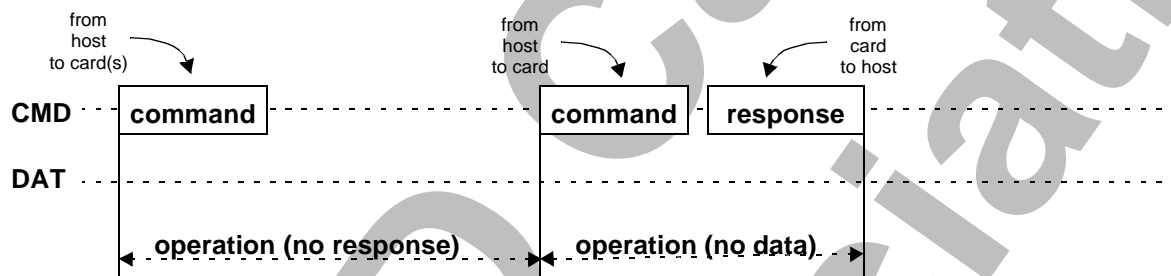 from
host
to card(s)
from
host
to card
from
card
to host
CMD
command
command
response
DAT
operation (no response)
operation (no data)